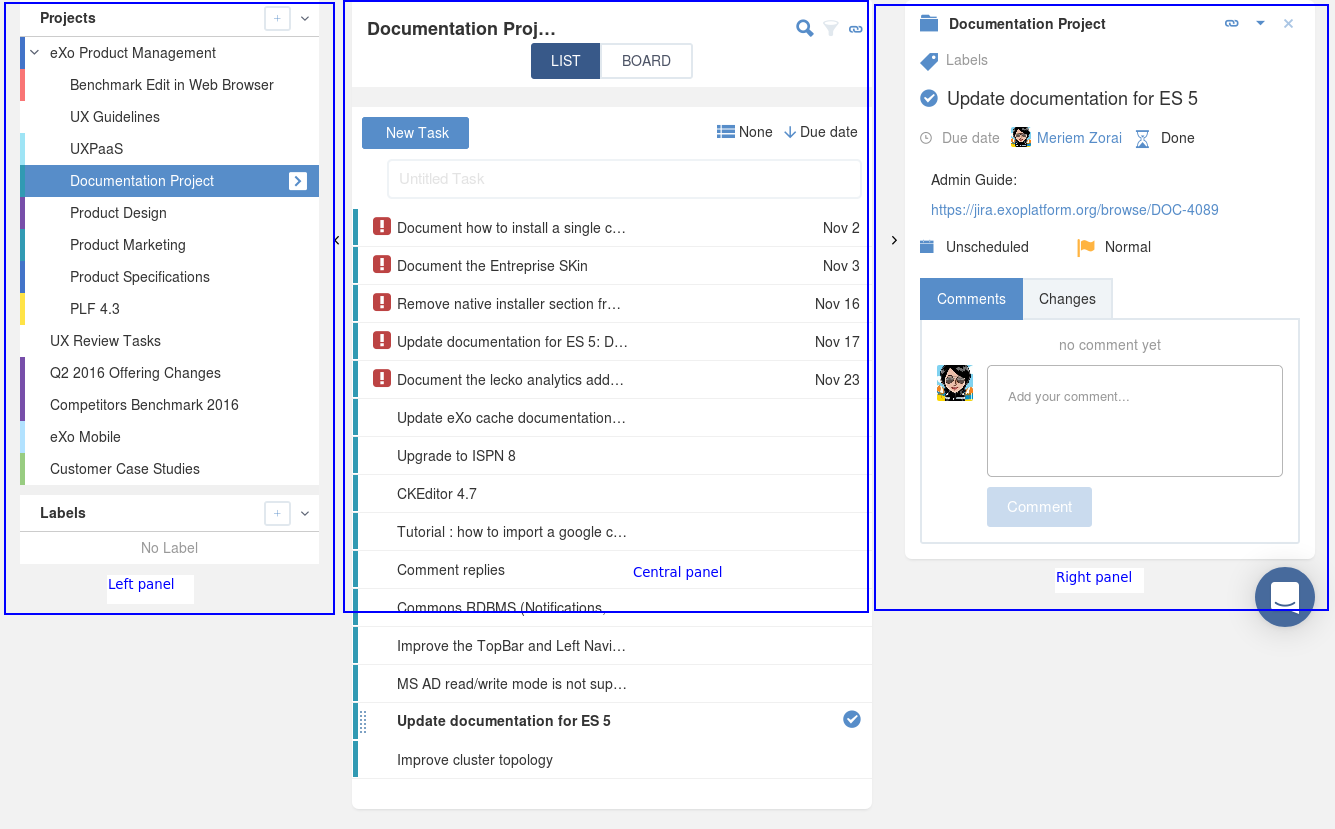 Projects
+
eXo Product Management
Benchmark Edit in Web Browser
UX Guidelines
UXPaaS
Documentation Project
Product Design
Product Marketing
Product Specifications
PLF 4.3
UX Review Tasks
Q2 2016 Offering Changes
Competitors Benchmark 2016
eXo Mobile
Customer Case Studies
Labels
+
No Label
Left panel
Documentation Proj…
LIST BOARD
New Task None Due date
Untitled Task
Document how to install a single c… Nov 2
Document the Entreprise SKin Nov 3
Remove native installer section fr… Nov 16
Update documentation for ES 5: D… Nov 17
Document the lecko analytics add… Nov 23
Update eXo cache documentation…
Upgrade to ISPN 8
CKEditor 4.7
Tutorial : how to import a google c…
Comment replies
Central panel
Commons RDBMS (Notifications,
Improve the TopBar and Left Navi…
MS AD read/write mode is not sup…
Update documentation for ES 5
Improve cluster topology
Documentation Project
Labels
Update documentation for ES 5
Due date Meriem Zorai Done
Admin Guide:
https://jira.exoplatform.org/browse/DOC-4089
Unscheduled Normal
Comments Changes
no comment yet
Add your comment...
Comment
Right panel